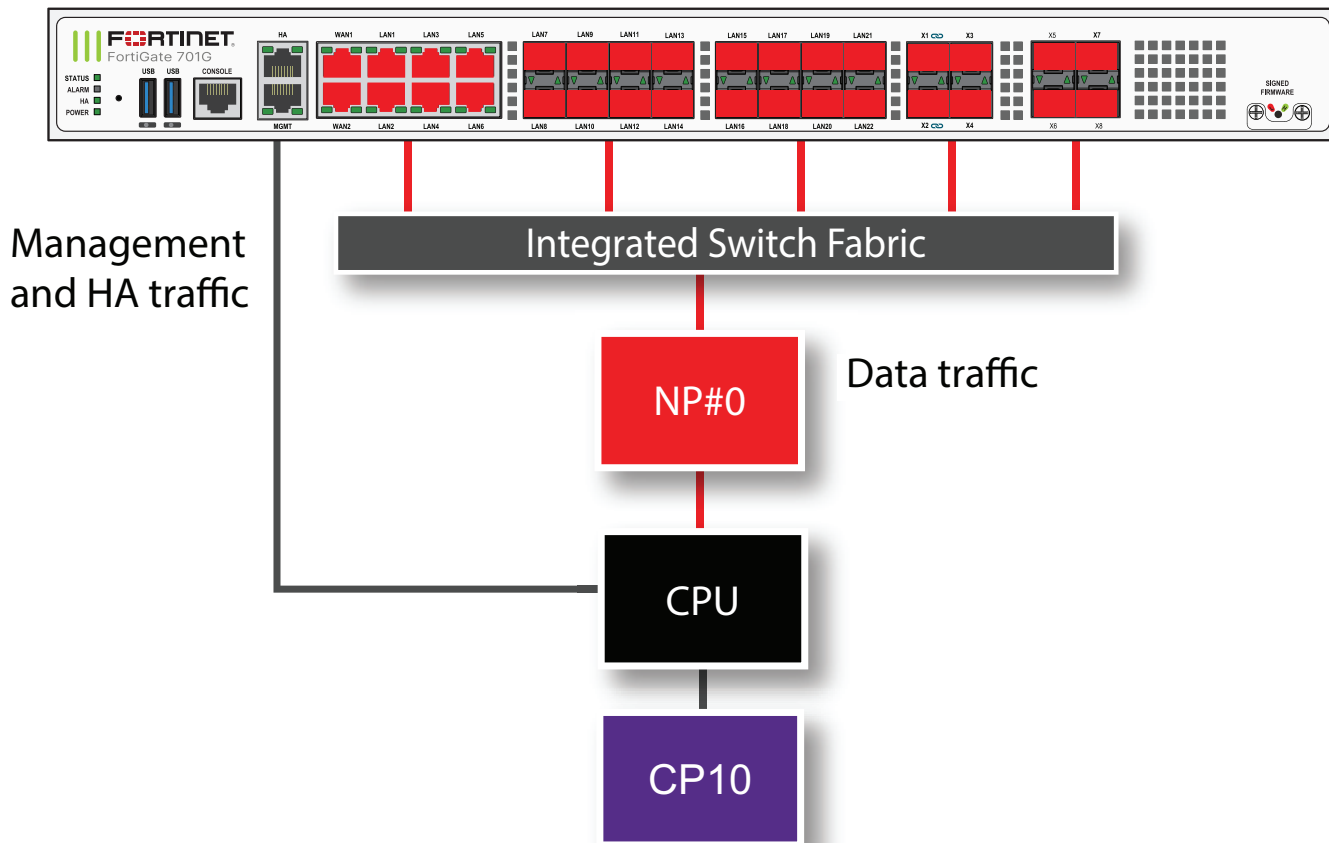 HA WAN1 LAN1 LAN3 LAN5 LAN7 LAN9 LAN11 LAN13 LAN15 LAN17 LAN19 LAN21 X1 X3 X5 X7
FORTINET.
FortiGate 701G
USB USB CONSOLE
STATUS
ALARM
HA
POWER
SIGNED
FIRMWARE
MGMT WAN2 LAN2 LAN4 LAN6 LAN8 LAN10 LAN12 LAN14 LAN16 LAN18 LAN20 LAN22 X2 X4 X6 X8
Management
and HA traffic
Integrated Switch Fabric
NP#0
Data traffic
CPU
CP10